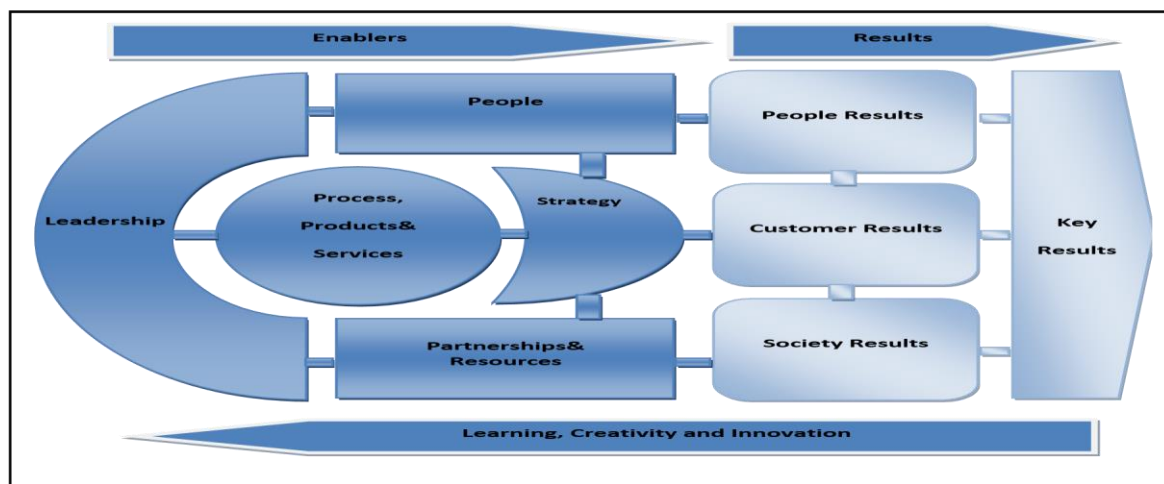 Enablers
Results
People
People Results
Leadership
Process,
Products&
Services
Strategy
Customer Results
Key
Results
Partnerships&
Resources
Society Results
Learning, Creativity and Innovation